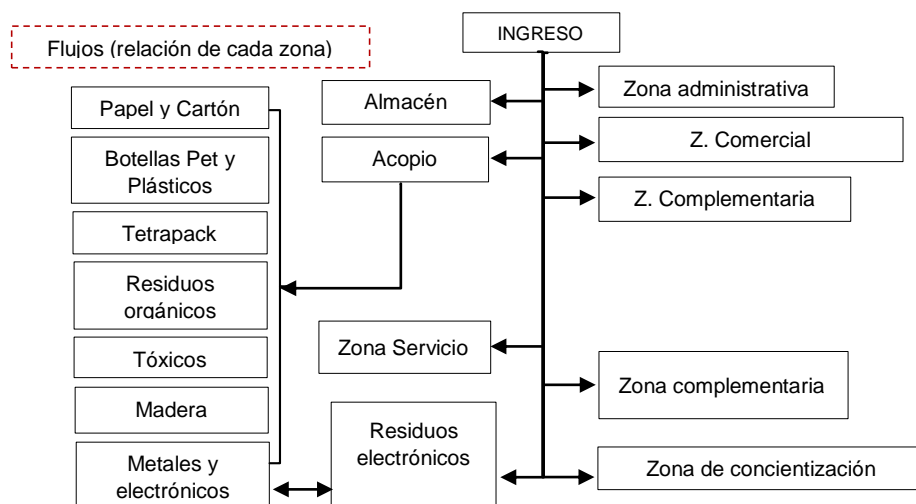 INGRESO
Flujos (relación de cada zona)
Zona administrativa
Papel y Cartón
Almacén
Z. Comercial
Botellas Pet y
Plásticos
Acopio
Z. Complementaria
Tetrapack
Residuos
orgánicos
Zona Servicio
Tóxicos
Zona complementaria
Madera
Residuos
electrónicos
Metales y
electrónicos
Zona de concientización